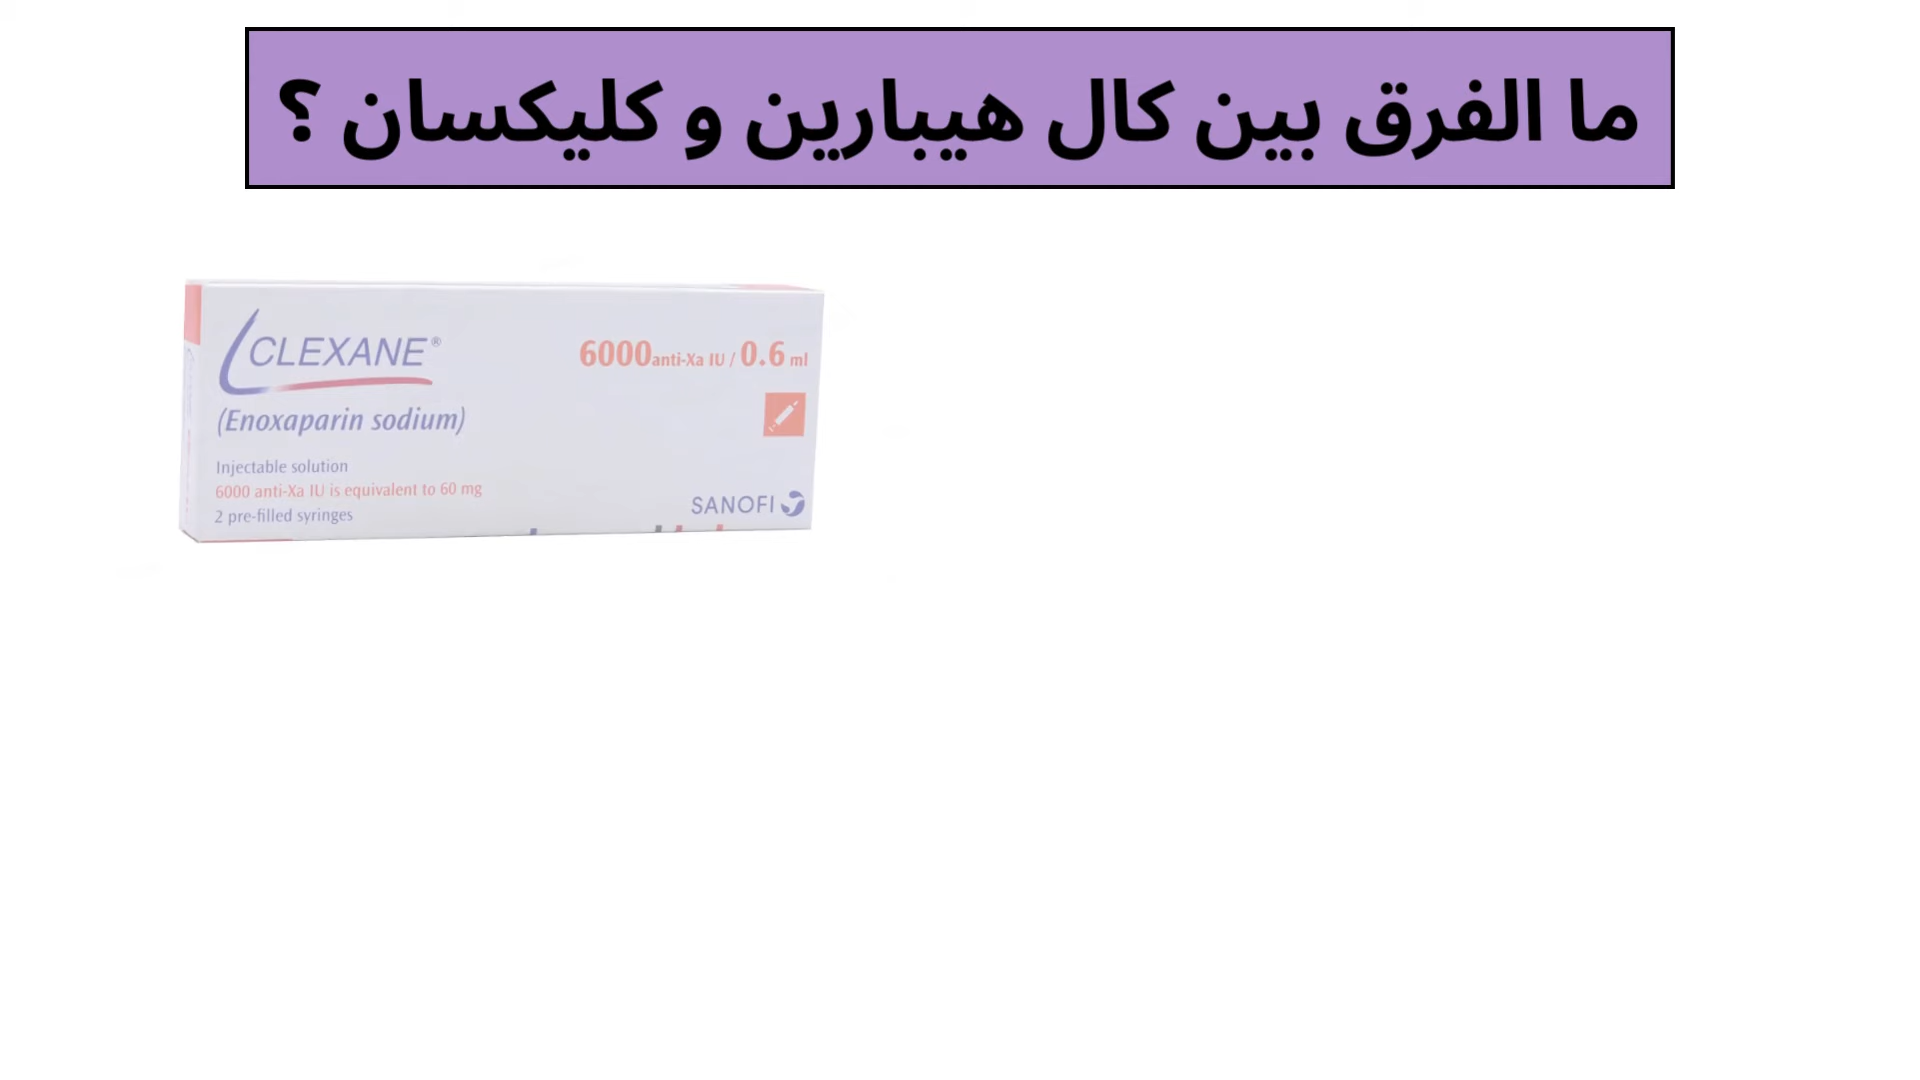 ما الفرق بين كال هيبارين و كليكسان ؟
CLEXANE®
6000 anti-Xa IU / 0.6 ml
(Enoxaparin sodium)
Injectable solution
6000 anti-Xa IU is equivalent to 60 mg
2 pre-filled syringes
SANOFI